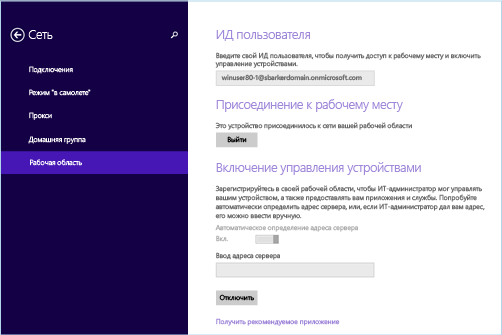 Сеть
Подключения
Режим "в самолете"
Прокси
Домашняя группа
Рабочая область
ИД пользователя
Введите свой ИД пользователя, чтобы получить доступ к рабочему месту и включить
управление устройствами.
winuser80-1@sbarkerdomain.onmicrosoft.com
Присоединение к рабочему месту
Это устройство присоединилось к сети вашей рабочей области
Выйти
Включение управления устройствами
Зарегистрируйтесь в своей рабочей области, чтобы ИТ-администратор мог управлять
вашим устройством, а также предоставлять вам приложения и службы. Попробуйте
автоматически определить адрес сервера, или, если ИТ-администратор дал вам адрес,
его можно ввести вручную.
Автоматическое определение адреса сервера
Вкл.
Ввод адреса сервера
Отключить
Получить рекомендуемое приложение